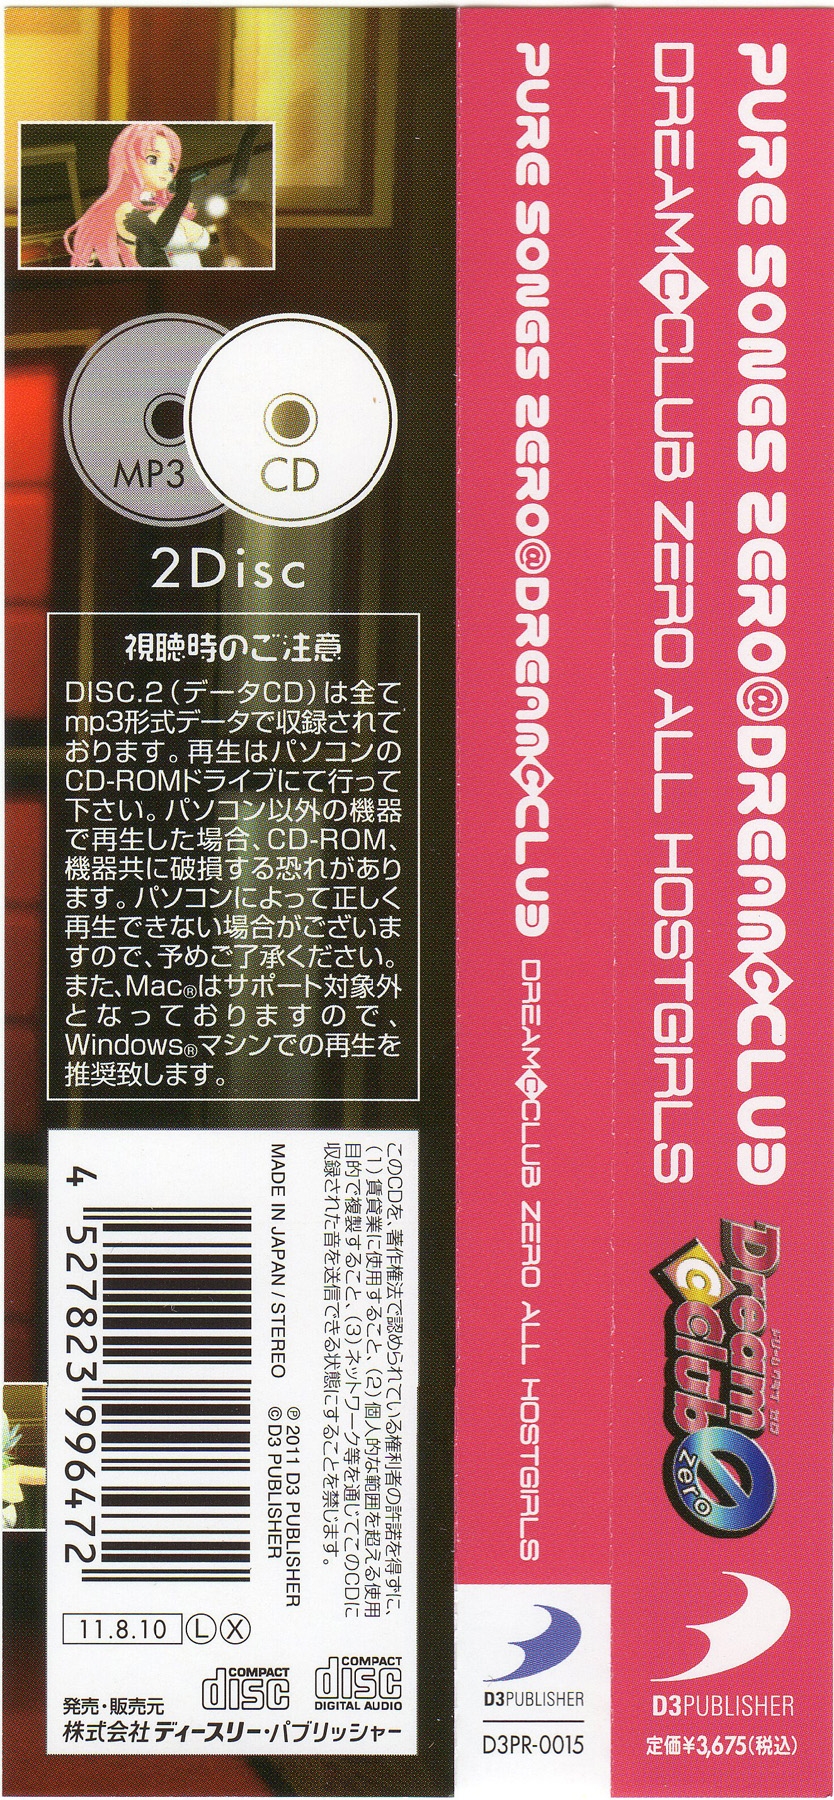 PURE SONGS ZERO@DREAM C CLUB
DREAM C CLUB ZERO ALL HOSTGIRLS
Dream C Club zero
ドリーム クラブ ゼロ
D3PUBLISHER
定価¥3,675(税込)
PURE SONGS ZERO@DREAM C CLUB DREAM C CLUB ZERO ALL HOSTGIRLS
D3PUBLISHER
D3PR-0015
MP3
CD
2Disc
視聴時のご注意
DISC.2(データCD)は全て
mp3形式データで収録されて
おります。再生はパソコンの
CD-ROMドライブにて行って
下さい。パソコン以外の機器
で再生した場合、CD-ROM、
機器共に破損する恐れがあり
ます。パソコンによって正しく
再生できない場合がございま
すので、予めご了承ください。
また、Mac®はサポート対象外
となっておりますので、
Windows®マシンでの再生を
推奨致します。
このCDを、著作権法で認められている権利者の許諾を得ずに、
(1)賃貸業に使用すること、(2)個人的な範囲を超える使用
目的で複製すること、(3)ネットワーク等を通じてこのCDに
収録された音を送信できる状態にすることを禁じます。
MADE IN JAPAN / STEREO
℗2011 D3 PUBLISHER
©D3 PUBLISHER
4 527823 996472
11.8.10 Ⓛ Ⓧ
COMPACT disc
COMPACT disc DIGITAL AUDIO
発売・販売元
株式会社 ディースリー・パブリッシャー